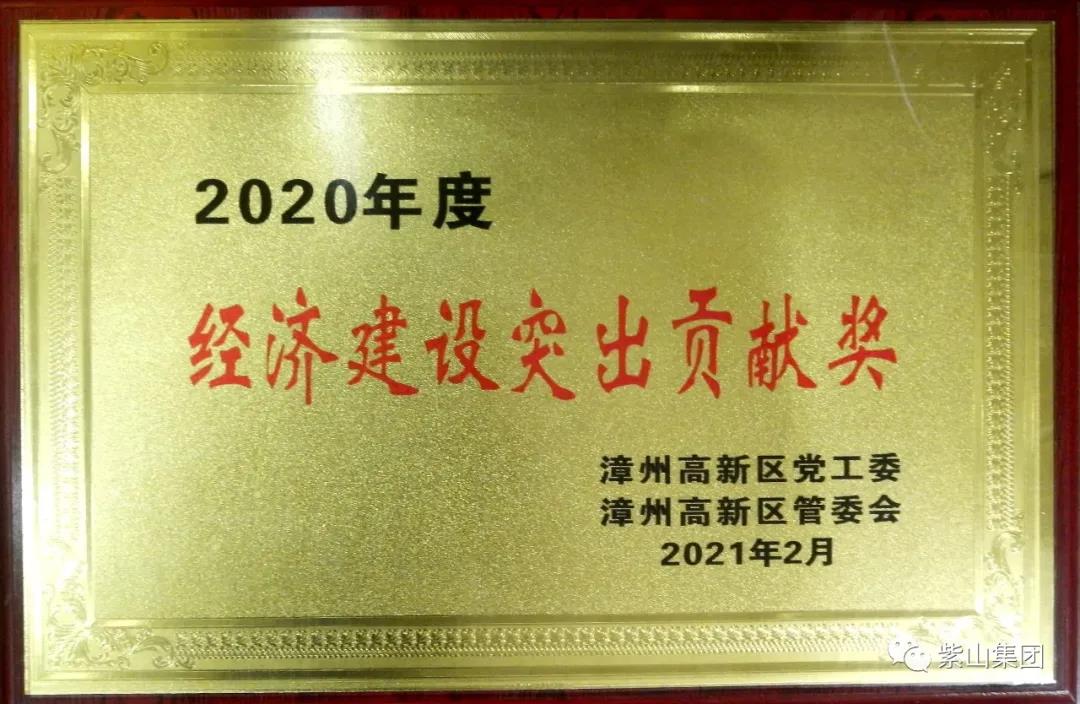 2020年度
经济建设突出贡献奖
漳州高新区党工委
漳州高新区管委会
2021年2月
紫山集团